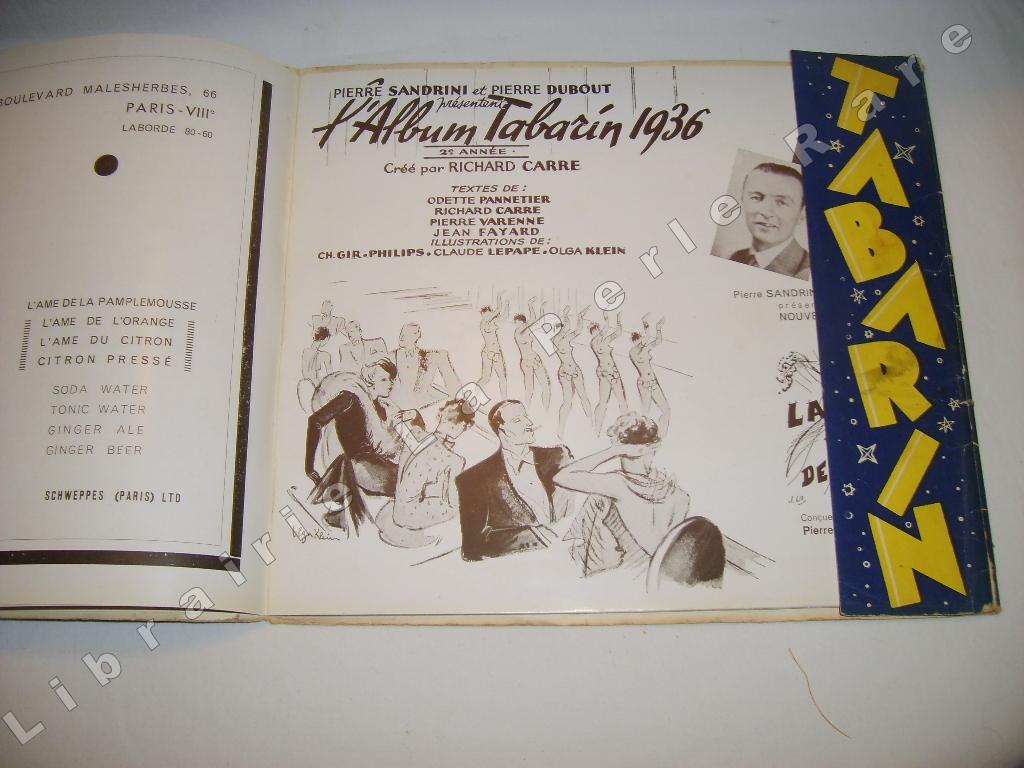 BOULEVARD MALESHERBES, 66
PARIS-VIIIe
LABORDE 80-60
L'AME DE LA PAMPLEMOUSSE
L'AME DE L'ORANGE
L'AME DU CITRON
CITRON PRESSÉ
SODA WATER
TONIC WATER
GINGER ALE
GINGER BEER
SCHWEPPES (PARIS) LTD
PIERRE SANDRINI et PIERRE DUBOUT
présentent
l'Album Tabarin 1936
2e ANNÉE.
Créé par RICHARD CARRE
TEXTES DE:
ODETTE PANNETIER
RICHARD CARRE
PIERRE VARENNE
JEAN FAYARD
ILLUSTRATIONS DE:
CH. GIR. PHILIPS. CLAUDE LEPAPE. OLGA KLEIN
Olga Klein
Pierre SANDRIN
présen
NOUVE
LA
DE
Conçue
Pierre
TABARIN
Librairie La Perle Rare